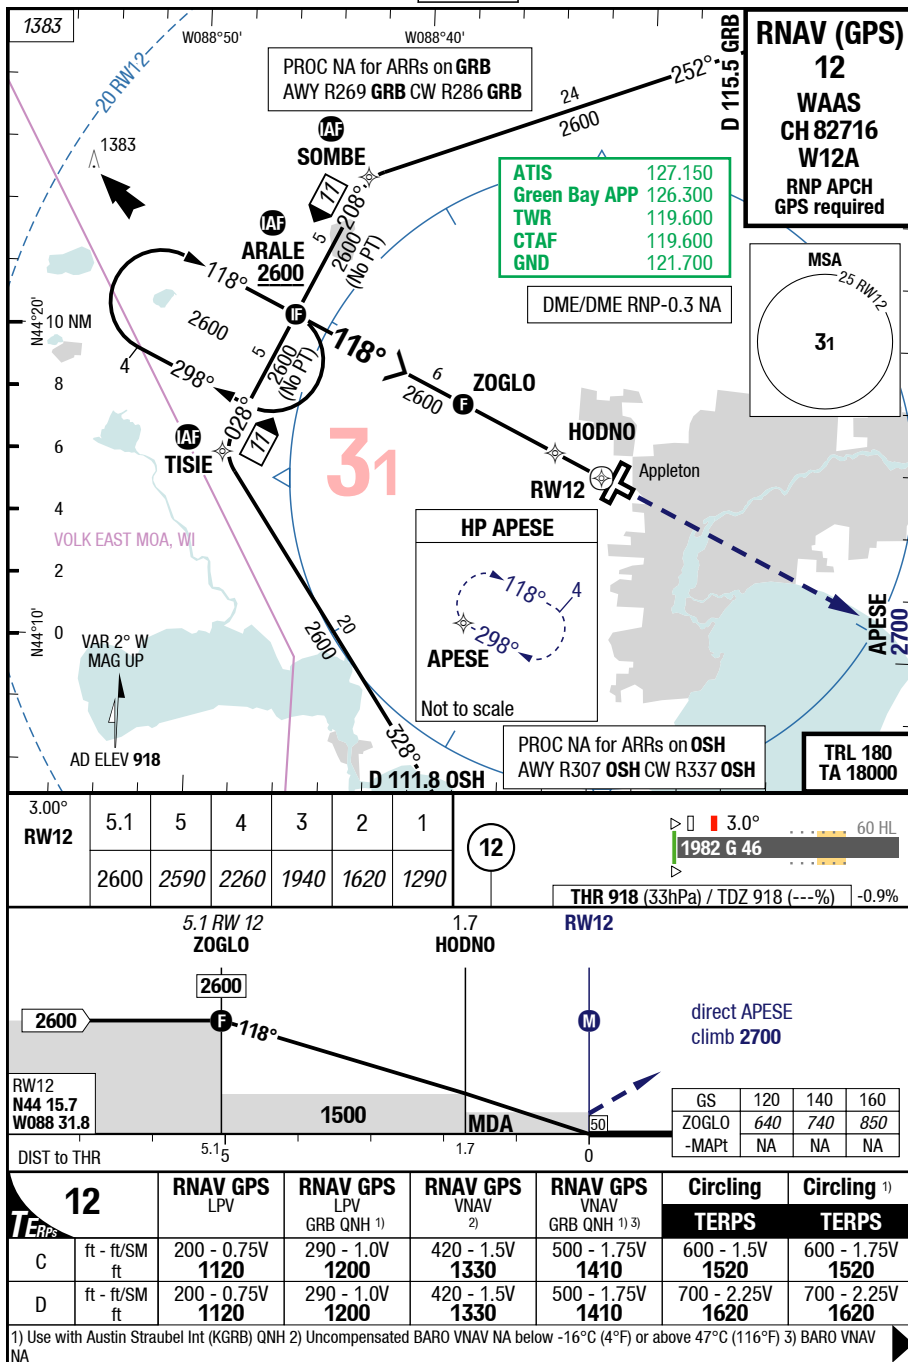 1383
W088°50'
W088°40'
RNAV (GPS)
12
WAAS
CH 82716
W12A
RNP APCH
GPS required
PROC NA for ARRs on GRB
AWY R269 GRB CW R286 GRB
20 RW12
252°
D 115.5 GRB
24
2600
1383
IAF
SOMBE
11
208°
5
2600
(No PT)
ATIS 127.150
Green Bay APP 126.300
TWR 119.600
CTAF 119.600
GND 121.700
IAF
ARALE
2600
MSA
25 RW12
31
DME/DME RNP-0.3 NA
118°
2600
IF
N44°20'
10 NM
118°
4
298°
5
2600
(No PT)
6
2600
ZOGLO
F
8
028°
11
HODNO
IAF
TISIE
6
31
RW12
Appleton
4
VOLK EAST MOA, WI
HP APESE
118°
4
298°
APESE
Not to scale
2
N44°10'
0
20
2600
APESE
2700
VAR 2° W
MAG UP
AD ELEV 918
328°
D 111.8 OSH
PROC NA for ARRs on OSH
AWY R307 OSH CW R337 OSH
TRL 180
TA 18000
3.00°
RW12
5.1 5 4 3 2 1
2600 2590 2260 1940 1620 1290
12
3.0°
60 HL
1982 G 46
THR 918 (33hPa) / TDZ 918 (---%)
-0.9%
5.1 RW 12
ZOGLO
1.7
HODNO
RW12
2600
2600
F
118°
M
direct APESE
climb 2700
RW12
N44 15.7
W088 31.8
1500
MDA
50
GS 120 140 160
ZOGLO 640 740 850
-MAPt NA NA NA
DIST to THR
5.1
5
1.7
0
TERPs
12
RNAV GPS
LPV
RNAV GPS
LPV
GRB QNH 1)
RNAV GPS
VNAV
2)
RNAV GPS
VNAV
GRB QNH 1) 3)
Circling
TERPS
Circling 1)
TERPS
C ft - ft/SM 200 - 0.75V 290 - 1.0V 420 - 1.5V 500 - 1.75V 600 - 1.5V 600 - 1.75V
ft 1120 1200 1330 1410 1520 1520
D ft - ft/SM 200 - 0.75V 290 - 1.0V 420 - 1.5V 500 - 1.75V 700 - 2.25V 700 - 2.25V
ft 1120 1200 1330 1410 1620 1620
1) Use with Austin Straubel Int (KGRB) QNH 2) Uncompensated BARO VNAV NA below -16°C (4°F) or above 47°C (116°F) 3) BARO VNAV
NA